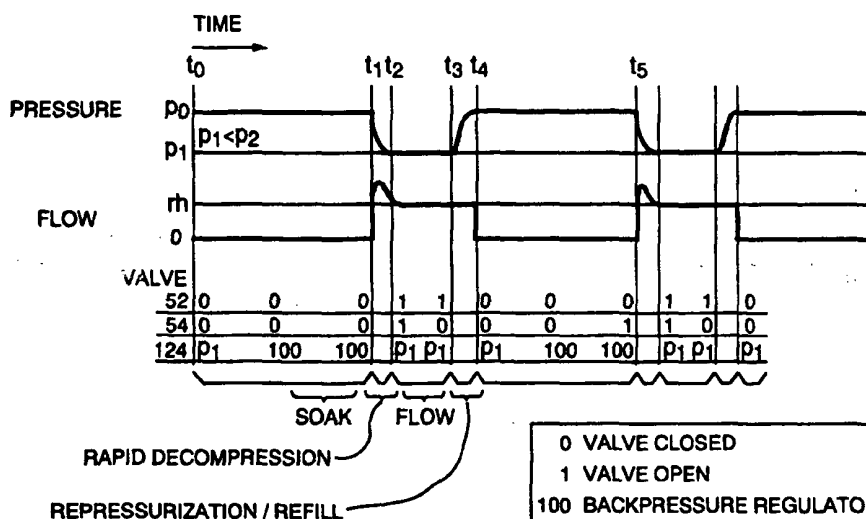 TIME
t0 t1 t2 t3 t4 t5
PRESSURE p0
p1<p2
p1
FLOW rh
0
VALVE
52 0 0 0 1 1 0 0 0 1 1 0
54 0 0 0 1 0 0 0 1 1 0 0
124 p1 100 100 p1 p1 p1 100 100 p1 p1 p1
SOAK FLOW
RAPID DECOMPRESSION
REPRESSURIZATION / REFILL
0 VALVE CLOSED
1 VALVE OPEN
100 BACKPRESSURE REGULATO